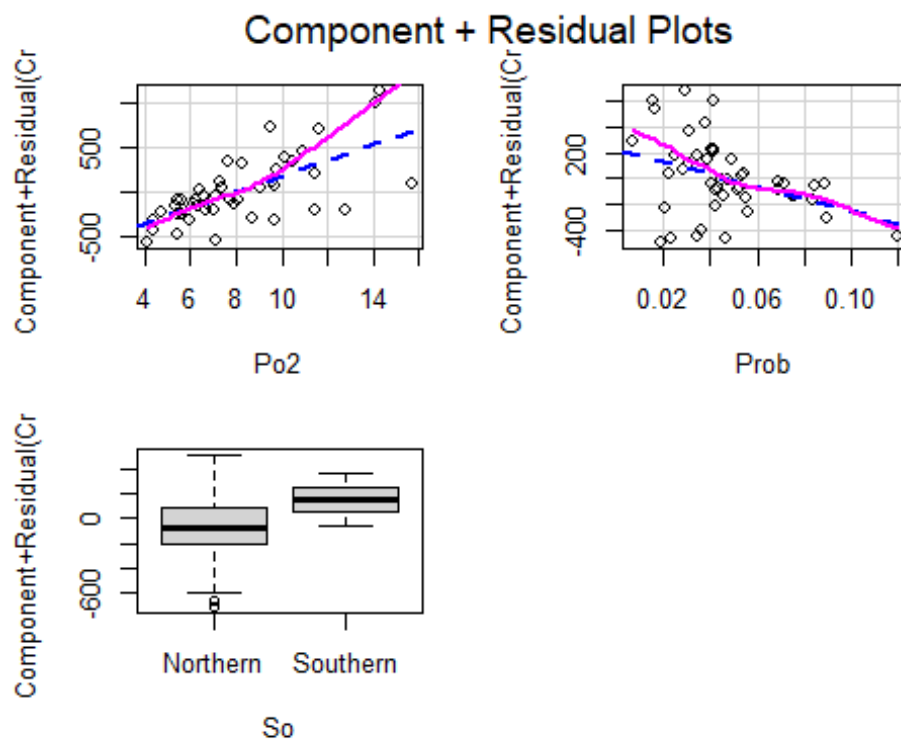 Component + Residual Plots
Component+Residual(Cr
500
-500
4 6 8 10 14
Po2
Component+Residual(Cr
200
-400
0.02 0.06 0.10
Prob
Component+Residual(Cr
0
-600
Northern Southern
So